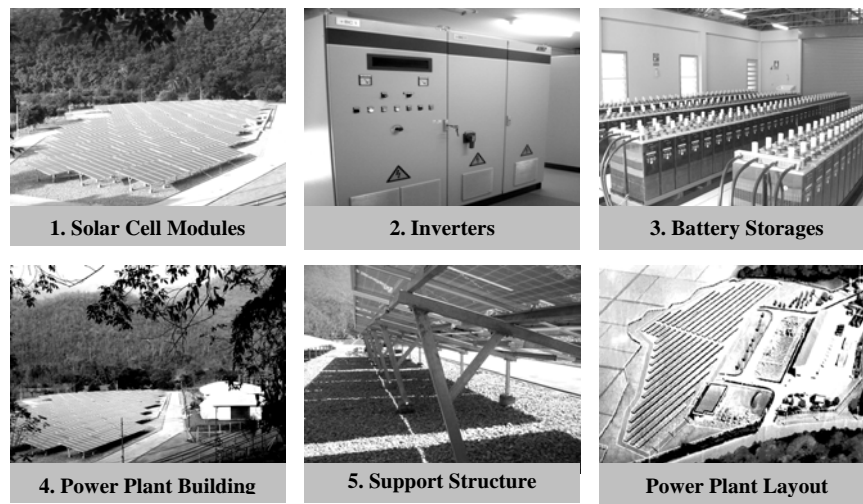 1. Solar Cell Modules
2. Inverters
3. Battery Storages
4. Power Plant Building
5. Support Structure
Power Plant Layout